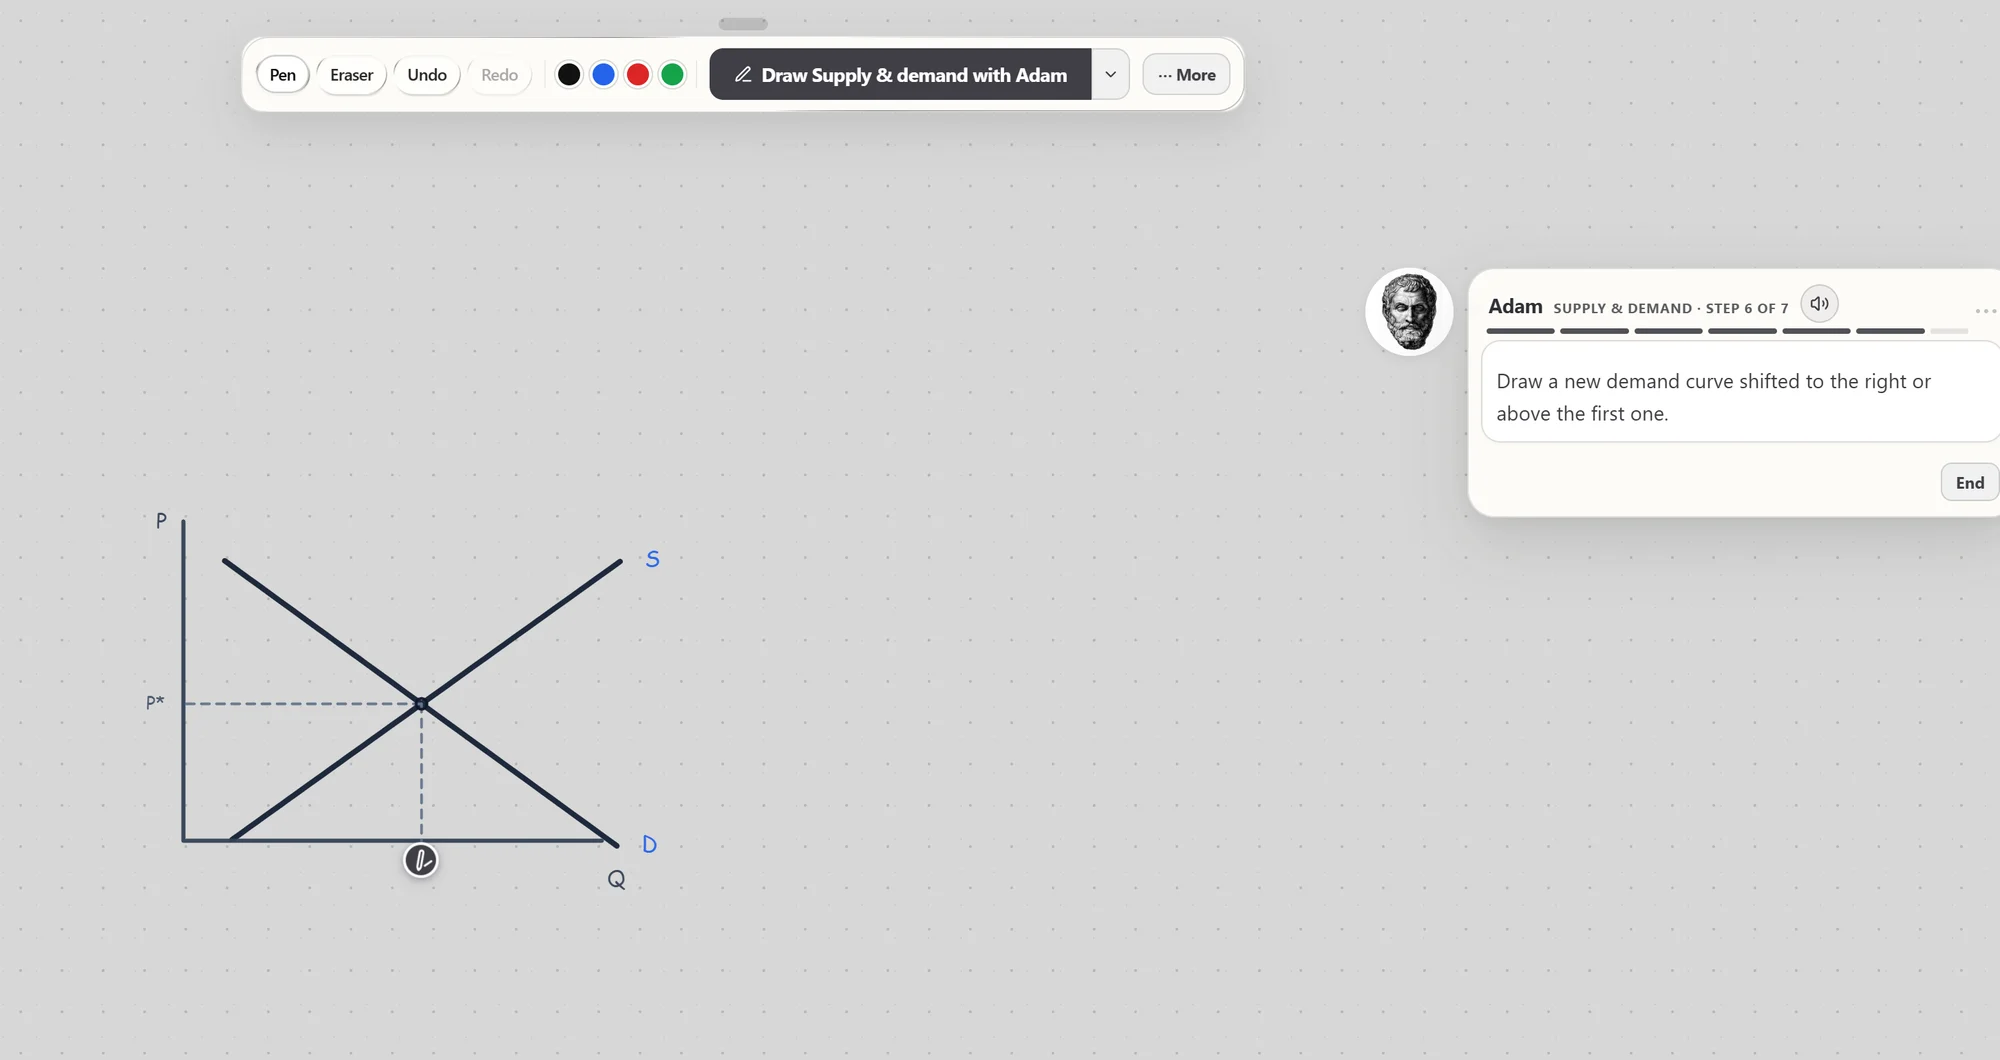 Pen Eraser Undo Redo Draw Supply & demand with Adam ··· More
Adam SUPPLY & DEMAND · STEP 6 OF 7
Draw a new demand curve shifted to the right or
above the first one.
End
P
S
P*
D
Q